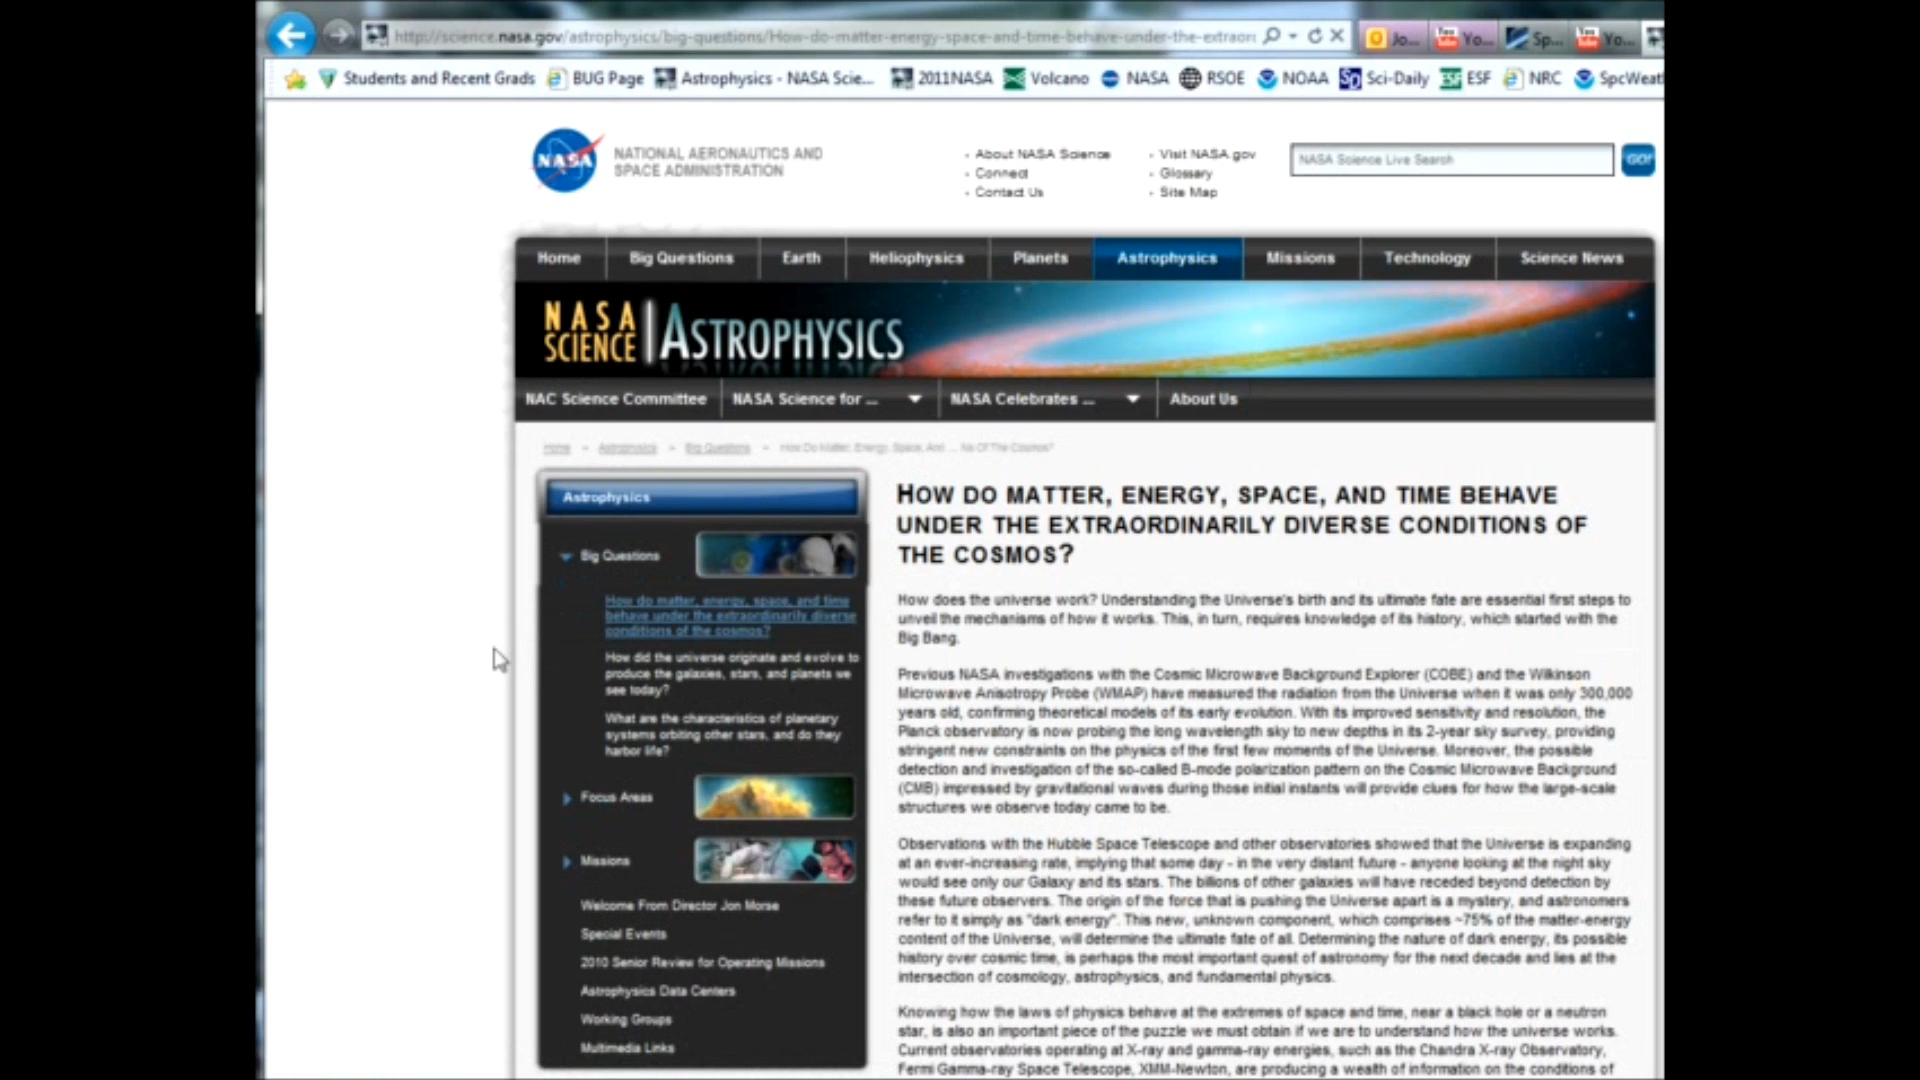 http://science.nasa.gov/astrophysics/big-questions/How-do-matter-energy-space-and-time-behave-under-the-extraor
Jo...
Yo...
Sp...
Yo...
Students and Recent Grads
BUG Page
Astrophysics - NASA Scie...
2011NASA
Volcano
NASA
RSOE
NOAA
Sci-Daily
ESF
NRC
SpcWeat
NASA
NATIONAL AERONAUTICS AND
SPACE ADMINISTRATION
About NASA Science
Connect
Contact Us
Visit NASA.gov
Glossary
Site Map
NASA Science Live Search
GO!
Home
Big Questions
Earth
Heliophysics
Planets
Astrophysics
Missions
Technology
Science News
NASA
SCIENCE
ASTROPHYSICS
NAC Science Committee
NASA Science for ...
NASA Celebrates ...
About Us
Home
Astrophysics
Big Questions
How Do Matter, Energy, Space, And ... Ns Of The Cosmos?
Astrophysics
Big Questions
How do matter, energy, space, and time
behave under the extraordinarily diverse
conditions of the cosmos?
How did the universe originate and evolve to
produce the galaxies, stars, and planets we
see today?
What are the characteristics of planetary
systems orbiting other stars, and do they
harbor life?
Focus Areas
Missions
Welcome From Director Jon Morse
Special Events
2010 Senior Review for Operating Missions
Astrophysics Data Centers
Working Groups
Multimedia Links
HOW DO MATTER, ENERGY, SPACE, AND TIME BEHAVE
UNDER THE EXTRAORDINARILY DIVERSE CONDITIONS OF
THE COSMOS?
How does the universe work? Understanding the Universe's birth and its ultimate fate are essential first steps to
unveil the mechanisms of how it works. This, in turn, requires knowledge of its history, which started with the
Big Bang.
Previous NASA investigations with the Cosmic Microwave Background Explorer (COBE) and the Wilkinson
Microwave Anisotropy Probe (WMAP) have measured the radiation from the Universe when it was only 300,000
years old, confirming theoretical models of its early evolution. With its improved sensitivity and resolution, the
Planck observatory is now probing the long wavelength sky to new depths in its 2-year sky survey, providing
stringent new constraints on the physics of the first few moments of the Universe. Moreover, the possible
detection and investigation of the so-called B-mode polarization pattern on the Cosmic Microwave Background
(CMB) impressed by gravitational waves during those initial instants will provide clues for how the large-scale
structures we observe today came to be.
Observations with the Hubble Space Telescope and other observatories showed that the Universe is expanding
at an ever-increasing rate, implying that some day - in the very distant future - anyone looking at the night sky
would see only our Galaxy and its stars. The billions of other galaxies will have receded beyond detection by
these future observers. The origin of the force that is pushing the Universe apart is a mystery, and astronomers
refer to it simply as "dark energy". This new, unknown component, which comprises ~75% of the matter-energy
content of the Universe, will determine the ultimate fate of all. Determining the nature of dark energy, its possible
history over cosmic time, is perhaps the most important quest of astronomy for the next decade and lies at the
intersection of cosmology, astrophysics, and fundamental physics.
Knowing how the laws of physics behave at the extremes of space and time, near a black hole or a neutron
star, is also an important piece of the puzzle we must obtain if we are to understand how the universe works.
Current observatories operating at X-ray and gamma-ray energies, such as the Chandra X-ray Observatory,
Fermi Gamma-ray Space Telescope, XMM-Newton, are producing a wealth of information on the conditions of